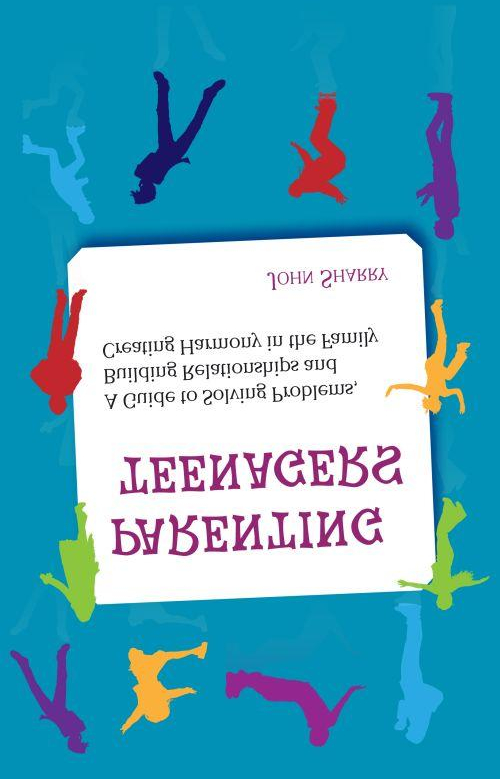 PARENTING
TEENAGERS
A Guide to Solving Problems,
Building Relationships and
Creating Harmony in the Family
JOHN SHARRY